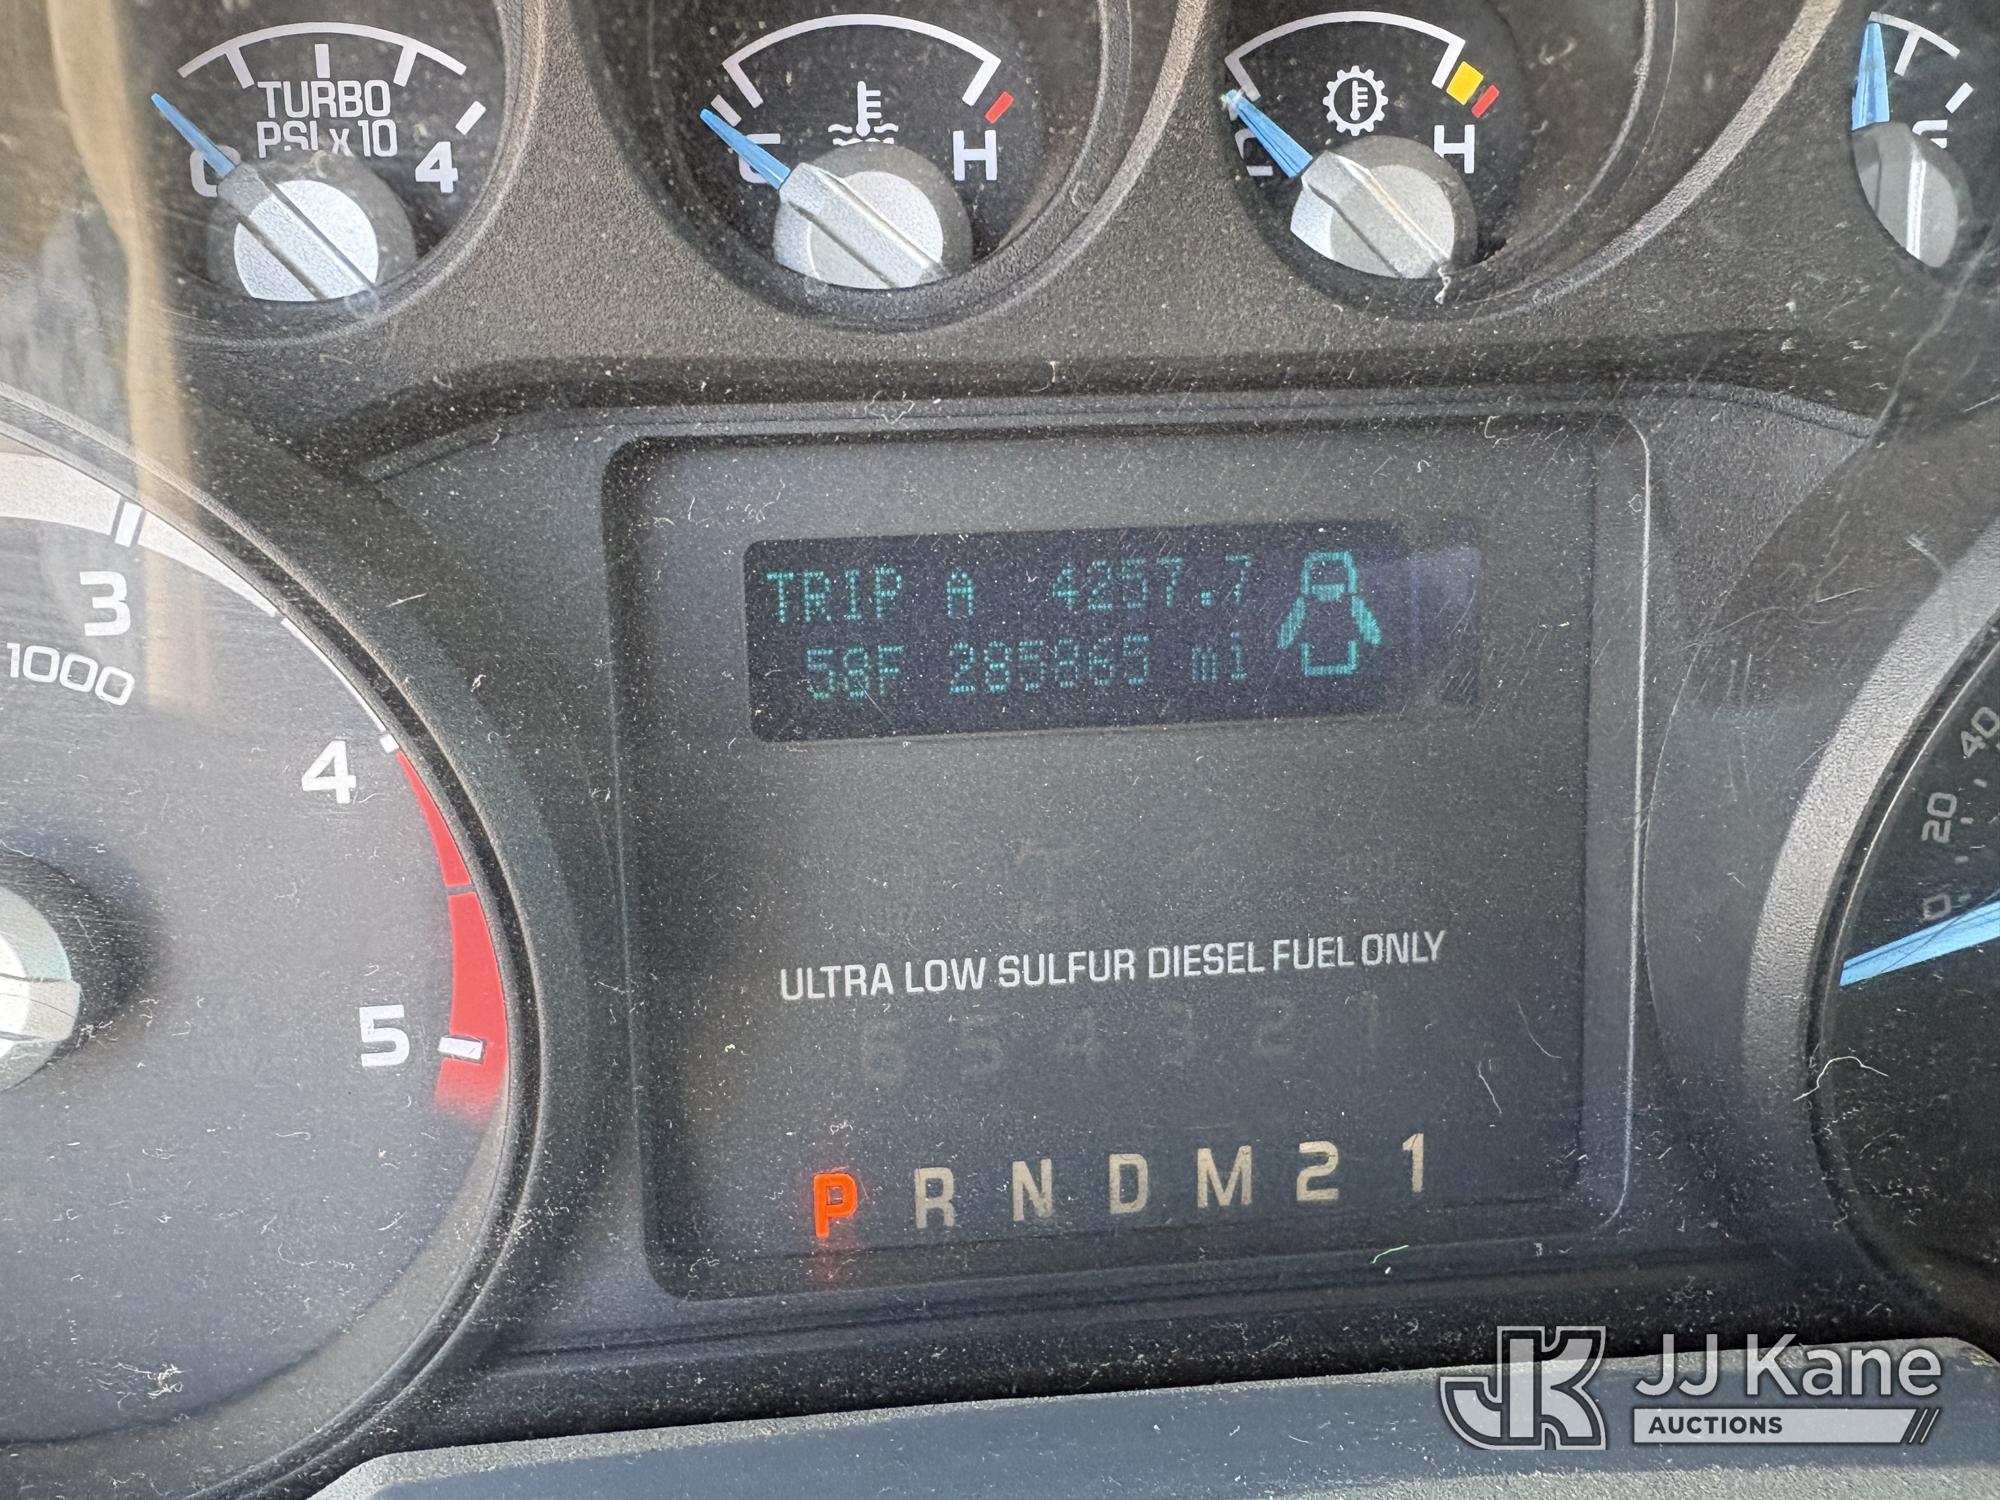 TURBO
PSI x 10
4
H
H
3
1000
4
5
TRIP A 4257.7
58F 285865 mi
ULTRA LOW SULFUR DIESEL FUEL ONLY
6 5 4 3 2 1
P R N D M 2 1
40
20
0
JJ Kane
AUCTIONS